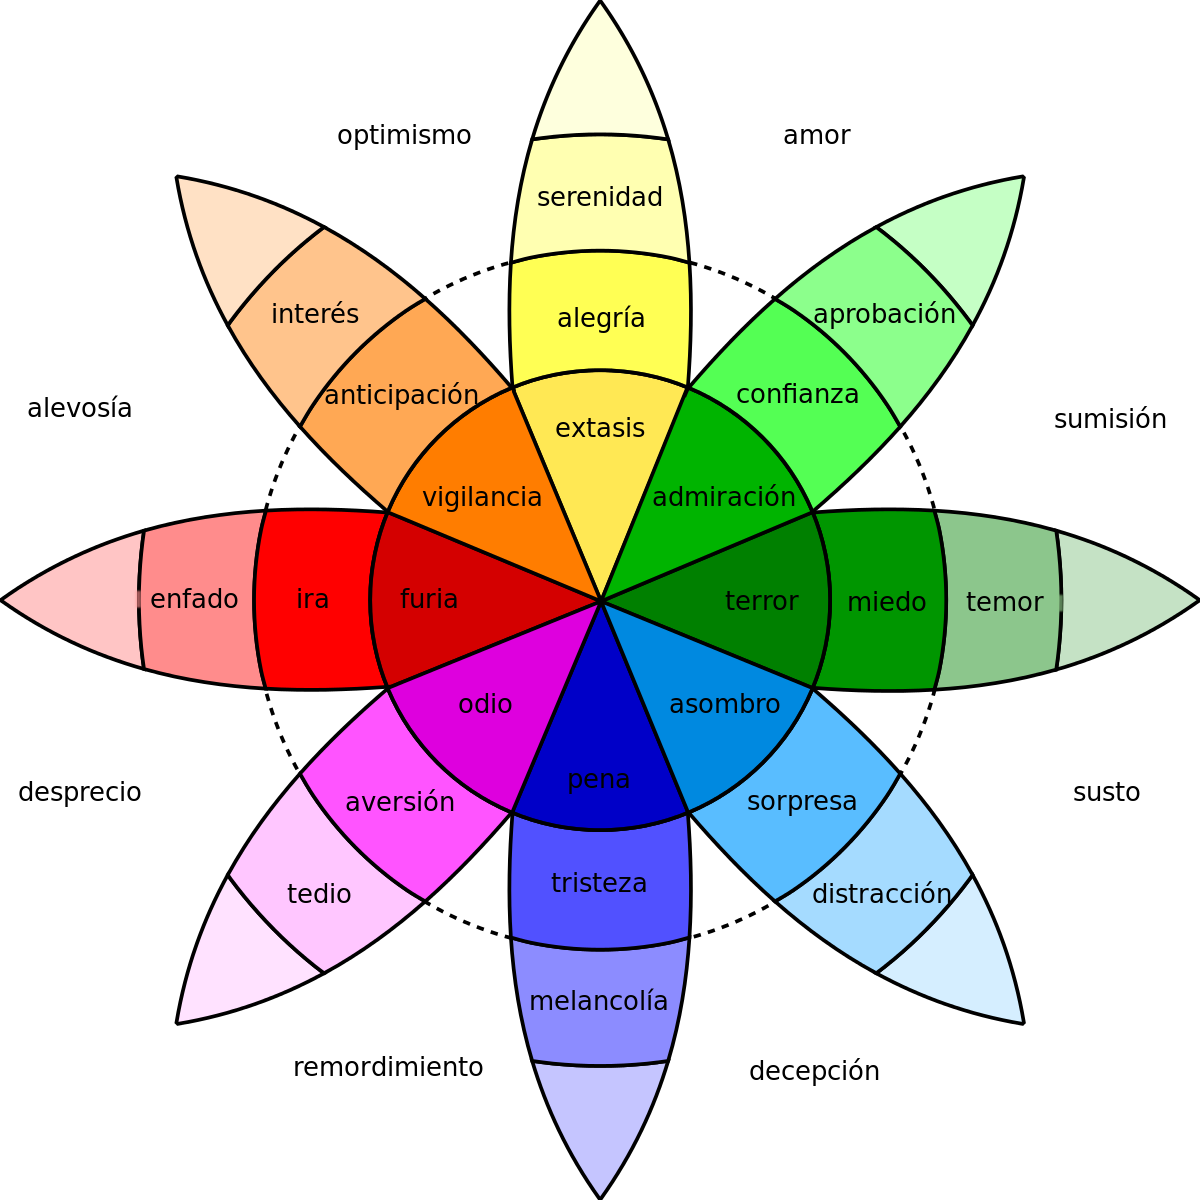 optimismo
amor
serenidad
interés
alegría
aprobación
anticipación
confianza
alevosía
extasis
sumisión
vigilancia
admiración
enfado
ira
furia
terror
miedo
temor
odio
asombro
desprecio
pena
susto
aversión
sorpresa
tedio
tristeza
distracción
melancolía
remordimiento
decepción